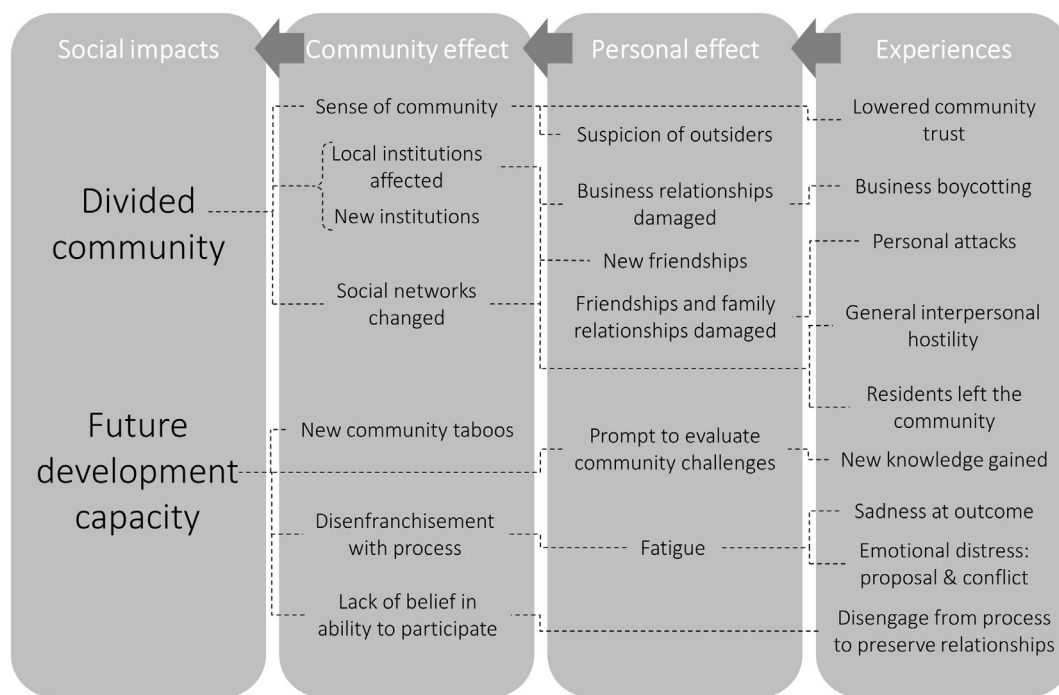 Social impacts
Community effect
Personal effect
Experiences
Divided
community
Future
development
capacity
Sense of community
Local institutions
affected
New institutions
Social networks
changed
New community taboos
Disenfranchisement
with process
Lack of belief in
ability to participate
Suspicion of outsiders
Business relationships
damaged
New friendships
Friendships and family
relationships damaged
Prompt to evaluate
community challenges
Fatigue
Lowered community
trust
Business boycotting
Personal attacks
General interpersonal
hostility
Residents left the
community
New knowledge gained
Sadness at outcome
Emotional distress:
proposal & conflict
Disengage from process
to preserve relationships